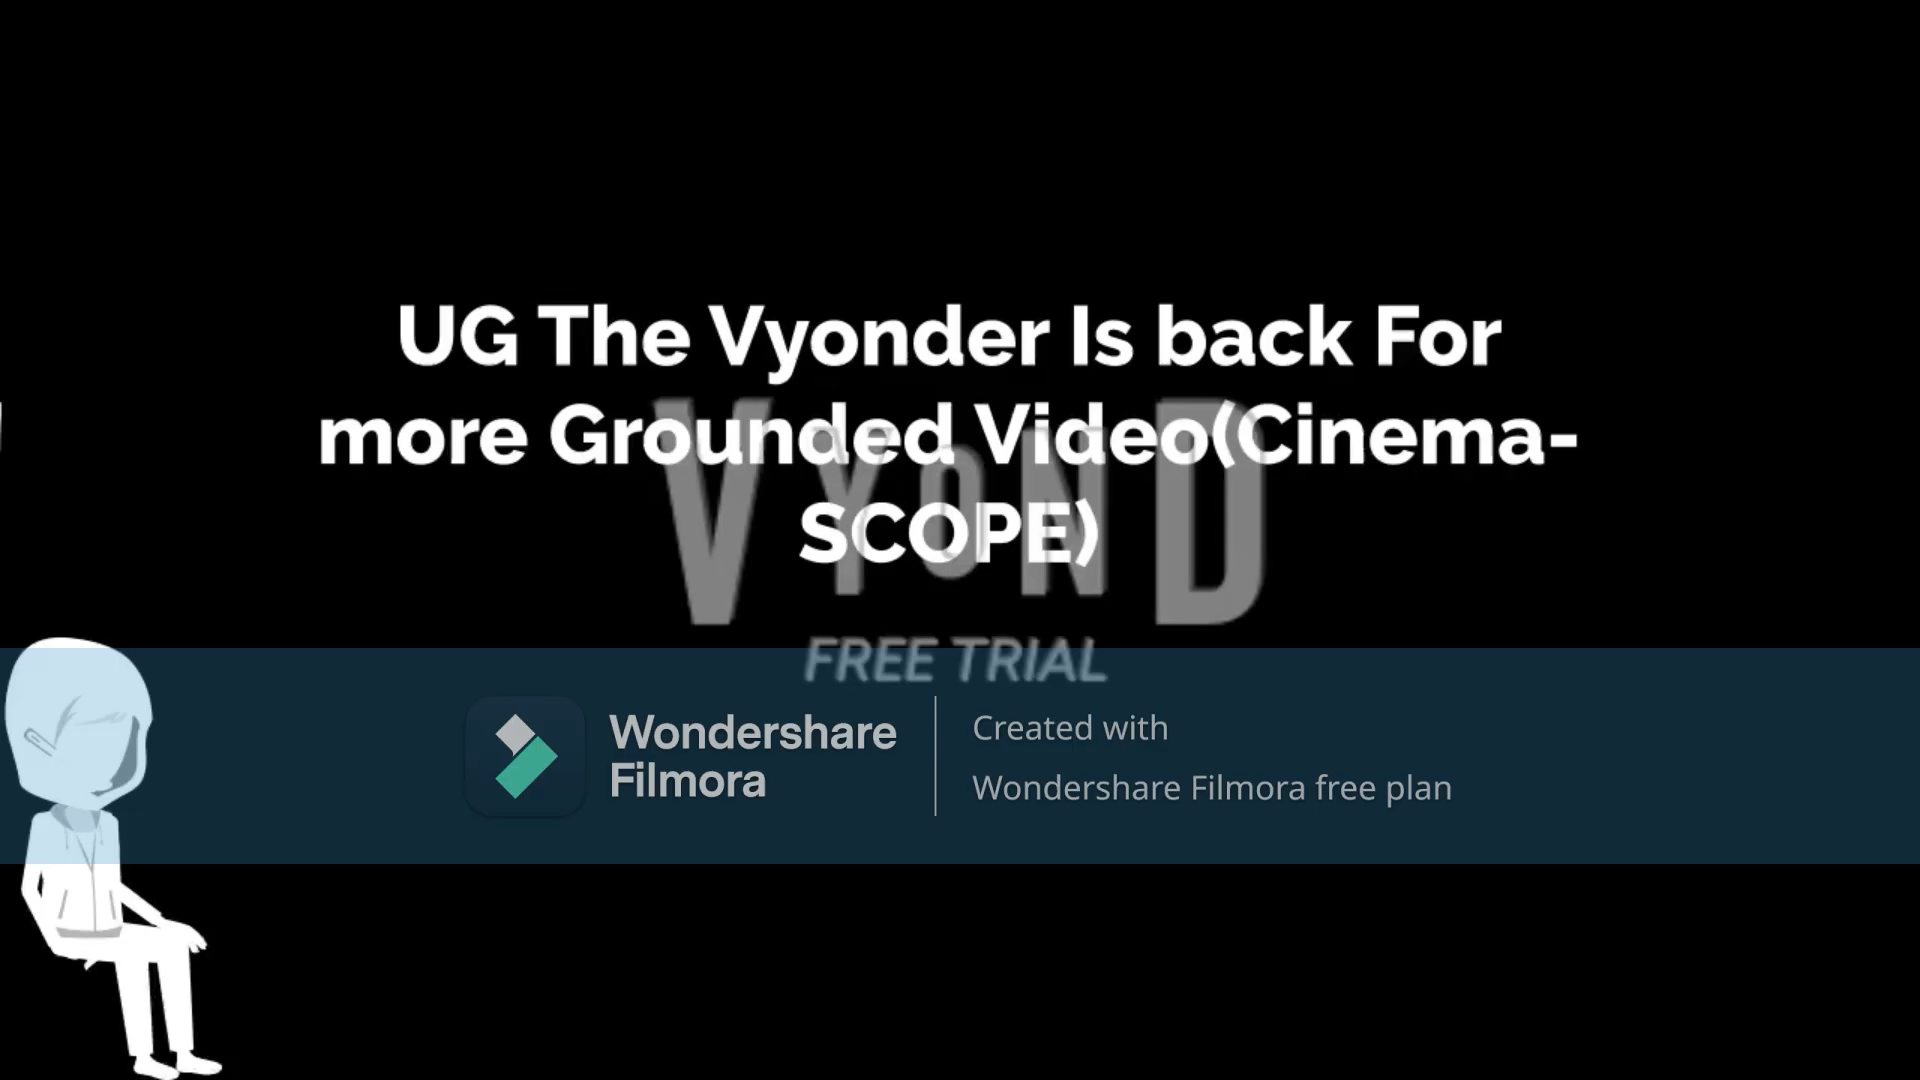 UG The Vyonder Is back For
more Grounded Video(Cinema-
SCOPE)
VYOND
FREE TRIAL
Wondershare
Filmora
Created with
Wondershare Filmora free plan